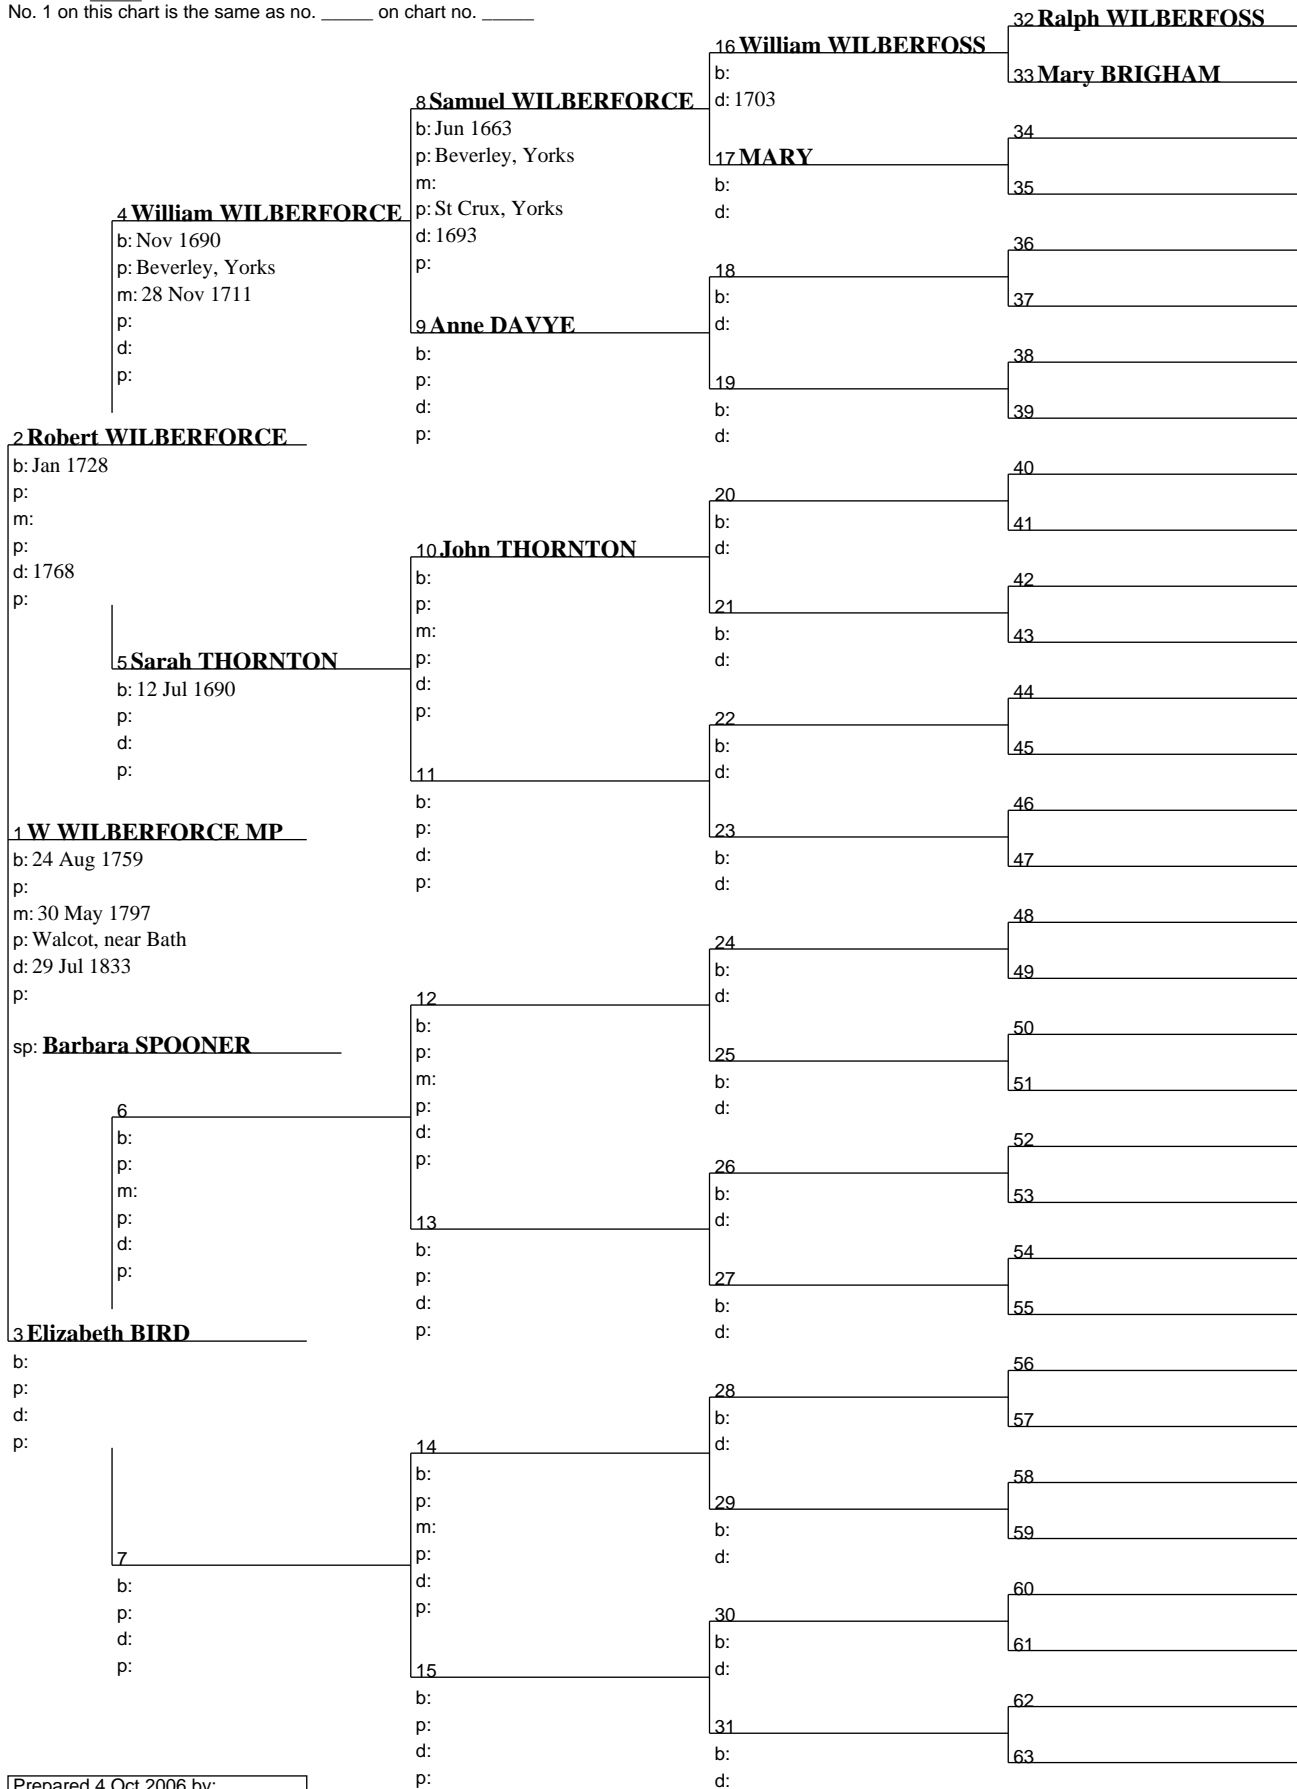 No. 1 on this chart is the same as no. _____ on chart no. _____
32 Ralph WILBERFOSS
16 William WILBERFOSS
b:
d: 1703
33 Mary BRIGHAM
8 Samuel WILBERFORCE
b: Jun 1663
p: Beverley, Yorks
m:
p: St Crux, Yorks
d: 1693
p:
34
17 MARY
b:
d:
35
4 William WILBERFORCE
b: Nov 1690
p: Beverley, Yorks
m: 28 Nov 1711
p:
d:
p:
36
18
b:
d:
37
9 Anne DAVYE
b:
p:
d:
p:
38
19
b:
d:
39
2 Robert WILBERFORCE
b: Jan 1728
p:
m:
p:
d: 1768
p:
40
20
b:
d:
41
10 John THORNTON
b:
p:
m:
p:
d:
p:
42
21
b:
d:
43
5 Sarah THORNTON
b: 12 Jul 1690
p:
d:
p:
44
22
b:
d:
45
11
b:
p:
d:
p:
46
23
b:
d:
47
1 W WILBERFORCE MP
b: 24 Aug 1759
p:
m: 30 May 1797
p: Walcot, near Bath
d: 29 Jul 1833
p:
sp: Barbara SPOONER
48
24
b:
d:
49
12
b:
p:
m:
p:
d:
p:
50
25
b:
d:
51
6
b:
p:
m:
p:
d:
p:
52
26
b:
d:
53
13
b:
p:
d:
p:
54
27
b:
d:
55
3 Elizabeth BIRD
b:
p:
d:
p:
56
28
b:
d:
57
14
b:
p:
m:
p:
d:
p:
58
29
b:
d:
59
7
b:
p:
d:
p:
60
30
b:
d:
61
15
b:
p:
d:
p:
62
31
b:
d:
63
Prepared 4 Oct 2006 by: